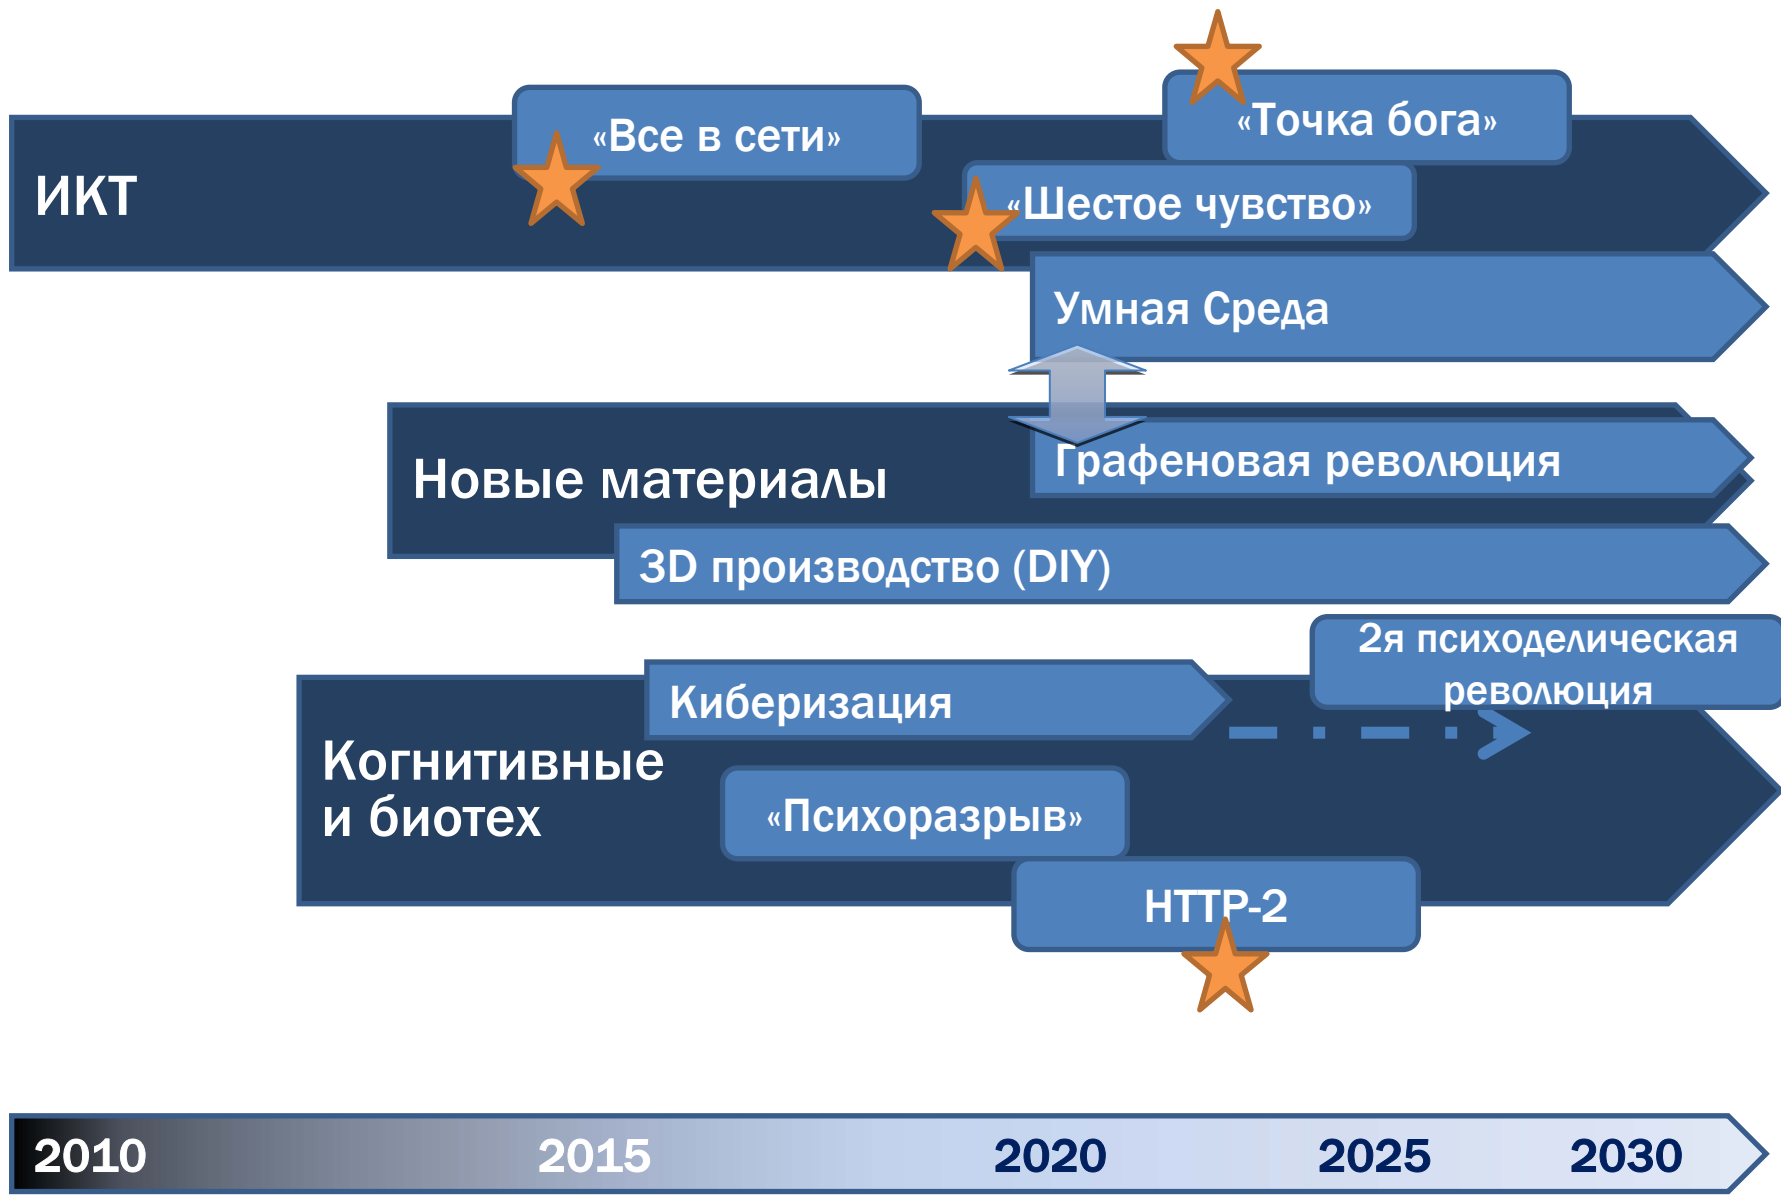 «Точка бога»
«Все в сети»
ИКТ
«Шестое чувство»
Умная Среда
Графеновая революция
Новые материалы
3D производство (DIY)
2я психоделическая
революция
Киберизация
Когнитивные
и биотех
«Психоразрыв»
HTTP-2
2010 2015 2020 2025 2030